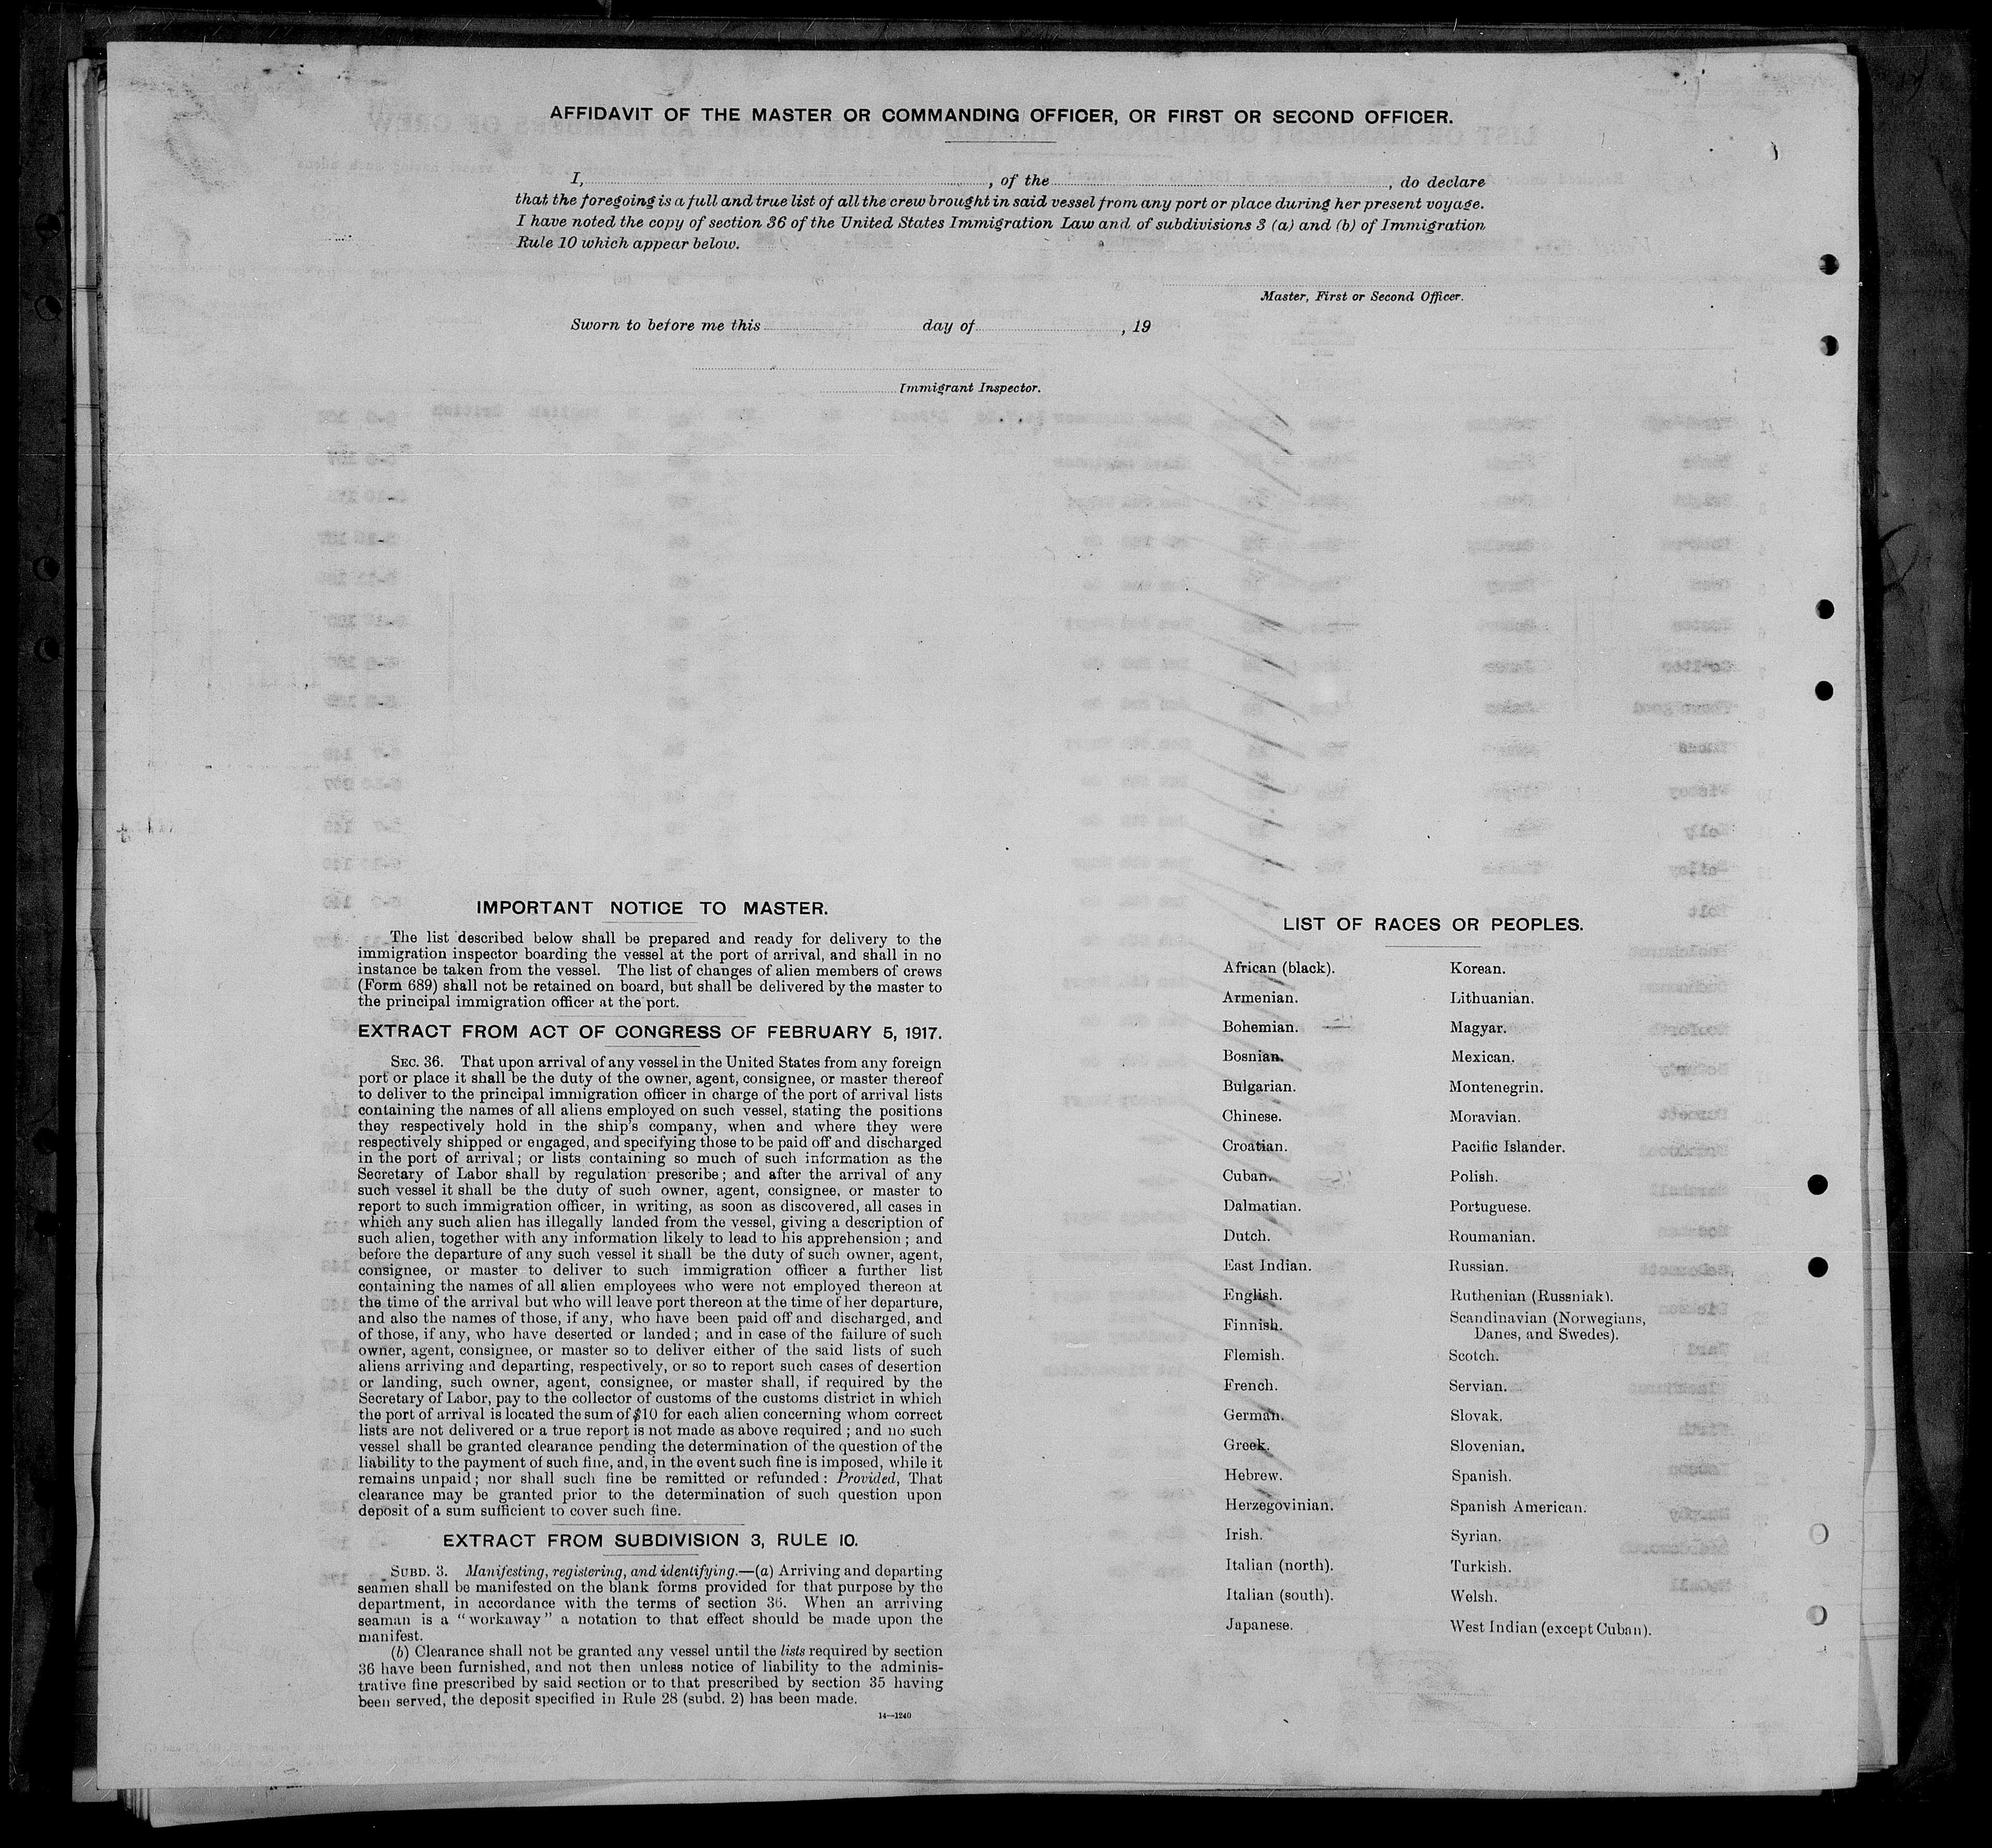 AFFIDAVIT OF THE MASTER OR COMMANDING OFFICER, OR FIRST OR SECOND OFFICER.
I, , of the , do declare
that the foregoing is a full and true list of all the crew brought in said vessel from any port or place during her present voyage.
I have noted the copy of section 36 of the United States Immigration Law and of subdivisions 3 (a) and (b) of Immigration
Rule 10 which appear below.
Master, First or Second Officer.
Sworn to before me this day of , 19
Immigrant Inspector.
IMPORTANT NOTICE TO MASTER.
The list described below shall be prepared and ready for delivery to the
immigration inspector boarding the vessel at the port of arrival, and shall in no
instance be taken from the vessel. The list of changes of alien members of crews
(Form 689) shall not be retained on board, but shall be delivered by the master to
the principal immigration officer at the port.
EXTRACT FROM ACT OF CONGRESS OF FEBRUARY 5, 1917.
SEC. 36. That upon arrival of any vessel in the United States from any foreign
port or place it shall be the duty of the owner, agent, consignee, or master thereof
to deliver to the principal immigration officer in charge of the port of arrival lists
containing the names of all aliens employed on such vessel, stating the positions
they respectively hold in the ship's company, when and where they were
respectively shipped or engaged, and specifying those to be paid off and discharged
in the port of arrival; or lists containing so much of such information as the
Secretary of Labor shall by regulation prescribe; and after the arrival of any
such vessel it shall be the duty of such owner, agent, consignee, or master to
report to such immigration officer, in writing, as soon as discovered, all cases in
which any such alien has illegally landed from the vessel, giving a description of
such alien, together with any information likely to lead to his apprehension; and
before the departure of any such vessel it shall be the duty of such owner, agent,
consignee, or master to deliver to such immigration officer a further list
containing the names of all alien employees who were not employed thereon at
the time of the arrival but who will leave port thereon at the time of her departure,
and also the names of those, if any, who have been paid off and discharged, and
of those, if any, who have deserted or landed; and in case of the failure of such
owner, agent, consignee, or master so to deliver either of the said lists of such
aliens arriving and departing, respectively, or so to report such cases of desertion
or landing, such owner, agent, consignee, or master shall, if required by the
Secretary of Labor, pay to the collector of customs of the customs district in which
the port of arrival is located the sum of $10 for each alien concerning whom correct
lists are not delivered or a true report is not made as above required; and no such
vessel shall be granted clearance pending the determination of the question of the
liability to the payment of such fine, and, in the event such fine is imposed, while it
remains unpaid; nor shall such fine be remitted or refunded: Provided, That
clearance may be granted prior to the determination of such question upon
deposit of a sum sufficient to cover such fine.
EXTRACT FROM SUBDIVISION 3, RULE 10.
SUBD. 3. Manifesting, registering, and identifying.—(a) Arriving and departing
seamen shall be manifested on the blank forms provided for that purpose by the
department, in accordance with the terms of section 36. When an arriving
seaman is a "workaway" a notation to that effect should be made upon the
manifest.
(b) Clearance shall not be granted any vessel until the lists required by section
36 have been furnished, and not then unless notice of liability to the adminis-
trative fine prescribed by said section or to that prescribed by section 35 having
been served, the deposit specified in Rule 28 (subd. 2) has been made.
14—1240
LIST OF RACES OR PEOPLES.
African (black).
Armenian.
Bohemian.
Bosnian.
Bulgarian.
Chinese.
Croatian.
Cuban.
Dalmatian.
Dutch.
East Indian.
English.
Finnish.
Flemish.
French.
German.
Greek.
Hebrew.
Herzegovinian.
Irish.
Italian (north).
Italian (south).
Japanese.
Korean.
Lithuanian.
Magyar.
Mexican.
Montenegrin.
Moravian.
Pacific Islander.
Polish.
Portuguese.
Roumanian.
Russian.
Ruthenian (Russniak).
Scandinavian (Norwegians,
Danes, and Swedes).
Scotch.
Servian.
Slovak.
Slovenian.
Spanish.
Spanish American.
Syrian.
Turkish.
Welsh.
West Indian (except Cuban).